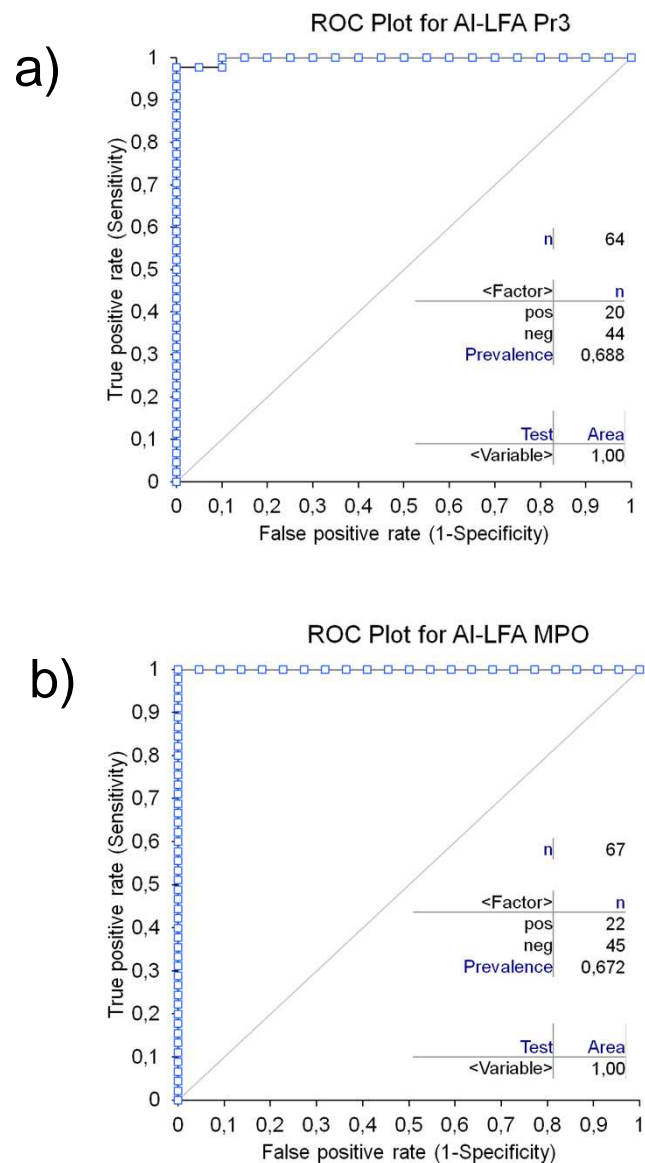 ROC Plot for AI-LFA Pr3
a)
1
0,9
0,8
0,7
0,6
0,5
0,4
0,3
0,2
0,1
0
True positive rate (Sensitivity)
n 64
<Factor> n
pos 20
neg 44
Prevalence 0,688
Test Area
<Variable> 1,00
0 0,1 0,2 0,3 0,4 0,5 0,6 0,7 0,8 0,9 1
False positive rate (1-Specificity)
ROC Plot for AI-LFA MPO
b)
1
0,9
0,8
0,7
0,6
0,5
0,4
0,3
0,2
0,1
0
True positive rate (Sensitivity)
n 67
<Factor> n
pos 22
neg 45
Prevalence 0,672
Test Area
<Variable> 1,00
0 0,1 0,2 0,3 0,4 0,5 0,6 0,7 0,8 0,9 1
False positive rate (1-Specificity)